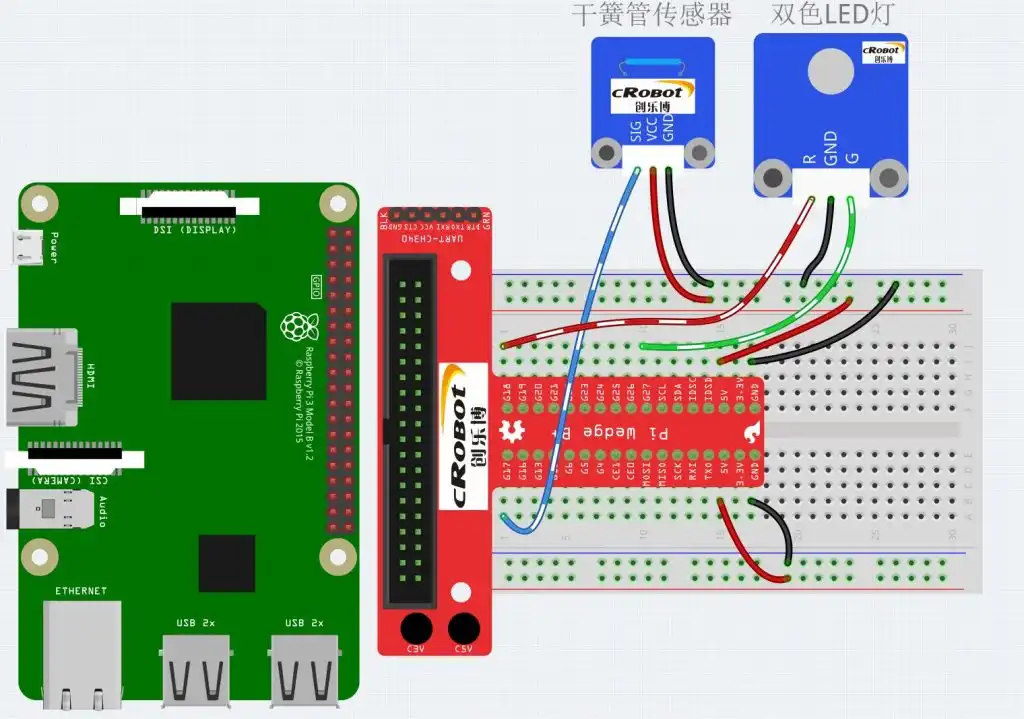 干簧管传感器
双色LED灯
cRobot
创乐博
SIG
VCC
GND
cRobot
创乐博
R
GND
G
DSI (DISPLAY)
Power
HDMI
GPIO
Raspberry Pi 3 Model B v1.2
© Raspberry Pi 2015
CSI (CAMERA)
Audio
ETHERNET
USB 2x
USB 2x
BLK
GRN
GND CTS VCC RXI TXO DTR
UART-CH340
cRobot
创乐博
C3V
C5V
1
10
25
30
J
I
F
G18 G19 G20 G21 G22 G23 G24 G25 G26 G27 SCL SDA IDSC IDSD 5V 3.3V GND
Pi Wedge B+
G17 G16 G13 G6 G5 G4 CE1 CE0 MOSI MISO SCK RXI TXO 5V 3.3V GND
E
D
C
B
A
1
5
10
15
25
30